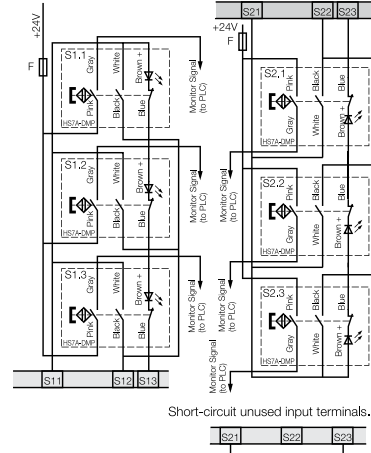 +24V
F
S1.1
Gray
White
Brown +
Pink
Black
Blue
HS7A-DMP
Monitor Signal
(to PLC)
S1.2
Gray
White
Brown +
Pink
Black
Blue
HS7A-DMP
Monitor Signal
(to PLC)
S1.3
Gray
White
Brown +
Pink
Black
Blue
HS7A-DMP
Monitor Signal
(to PLC)
S11
S12
S13
S21
S22
S23
+24V
F
S2.1
Pink
Black
Blue
Gray
White
Brown +
HS7A-DMP
Monitor Signal
(to PLC)
S2.2
Pink
Black
Blue
Gray
White
Brown +
HS7A-DMP
Monitor Signal
(to PLC)
S2.3
Pink
Black
Blue
Gray
White
Brown +
HS7A-DMP
Monitor Signal
(to PLC)
Short-circuit unused input terminals.
S21
S22
S23